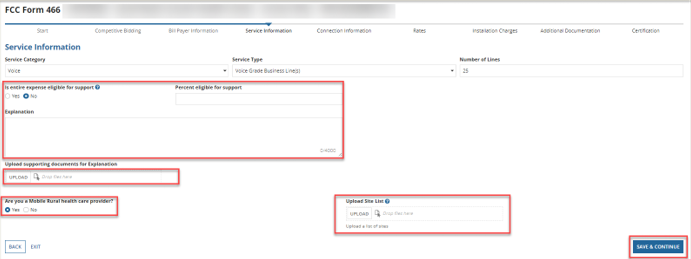 FCC Form 466
Start Competitive Bidding Bill Payer Information Service Information Connection Information Rates Installation Charges Additional Documentation Certification
Service Information
Service Category Service Type Number of Lines
Voice Voice Grade Business Line(s) 25
Is entire expense eligible for support Percent eligible for support
Yes No
Explanation
0/4000
Upload supporting documents for Explanation
UPLOAD Drop files here
Are you a Mobile Rural health care provider? Upload Site List
Yes No UPLOAD Drop files here
Upload a list of sites
BACK EXIT SAVE & CONTINUE